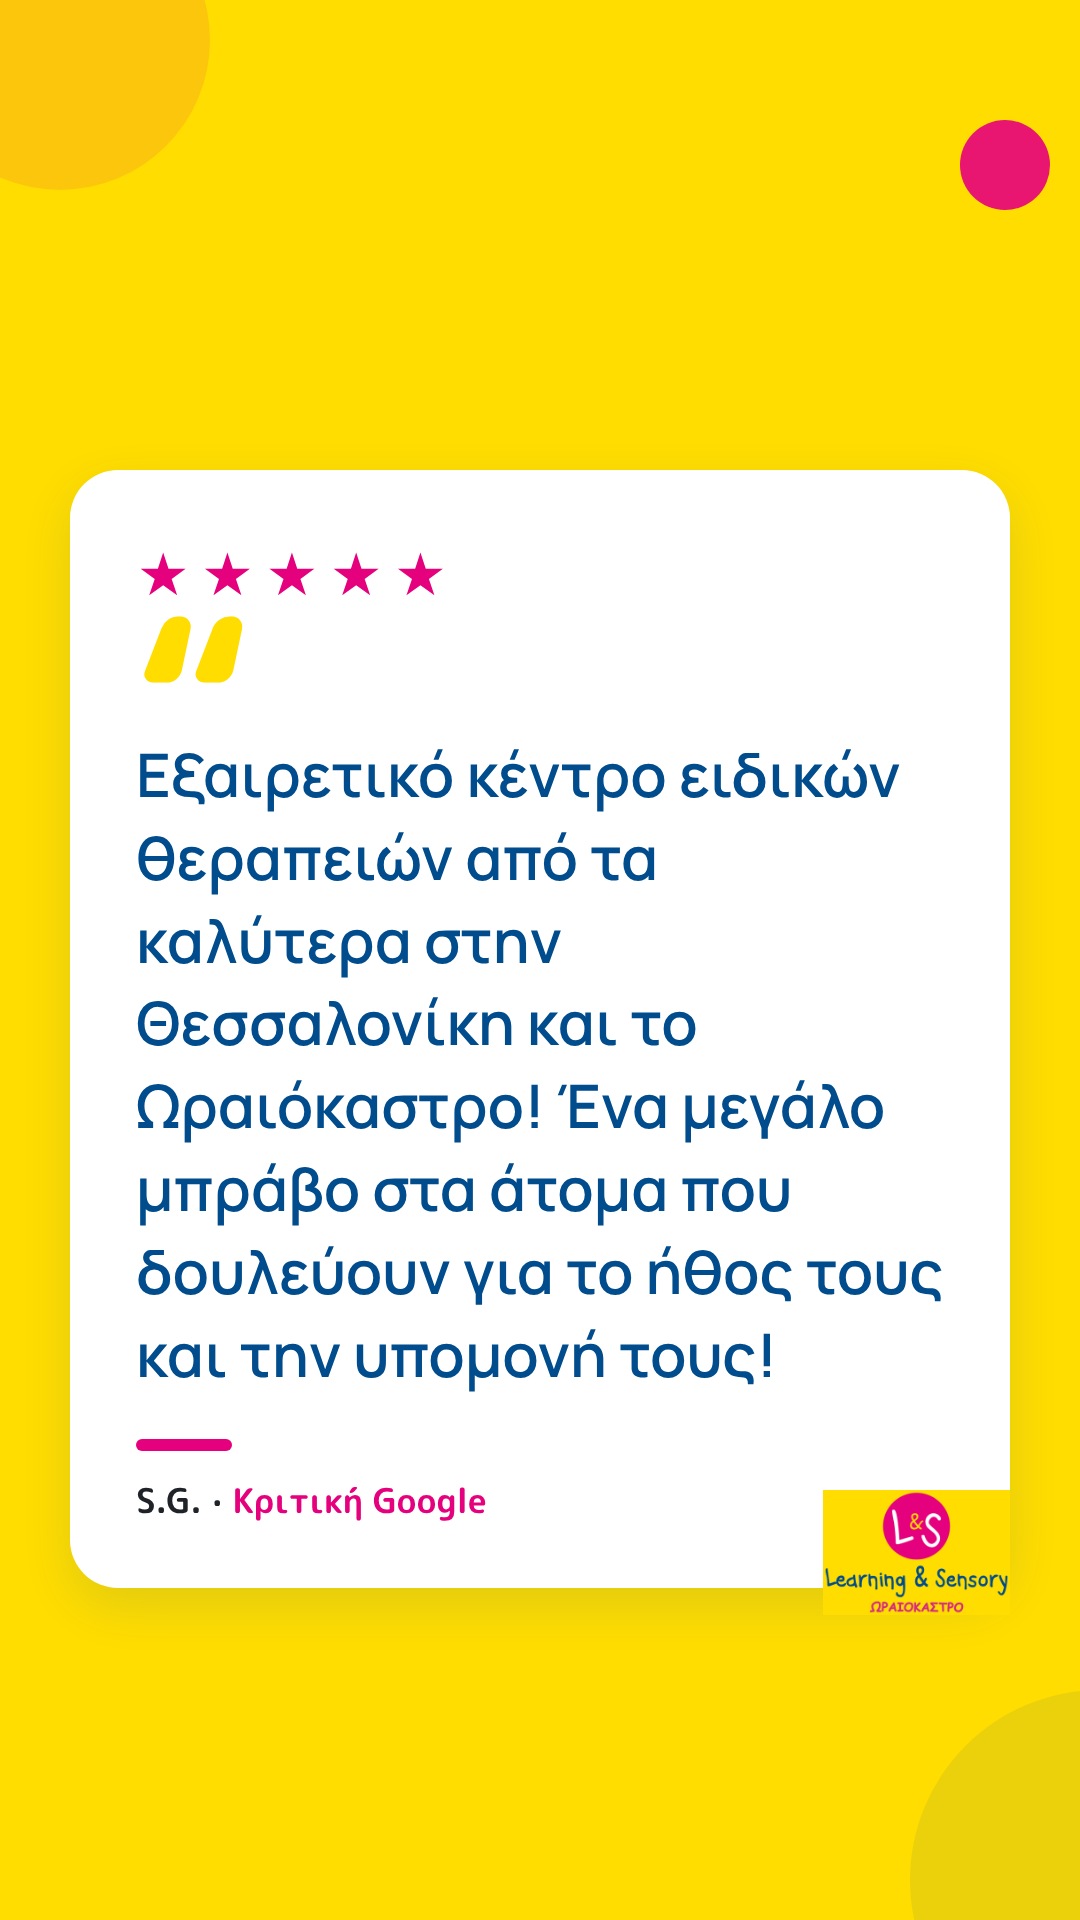 ★★★★★
“
Εξαιρετικό κέντρο ειδικών
θεραπειών από τα
καλύτερα στην
Θεσσαλονίκη και το
Ωραιόκαστρο! Ένα μεγάλο
μπράβο στα άτομα που
δουλεύουν για το ήθος τους
και την υπομονή τους!
S.G. · Κριτική Google
L&S
Learning & Sensory
ΩΡΑΙΟΚΑΣΤΡΟ